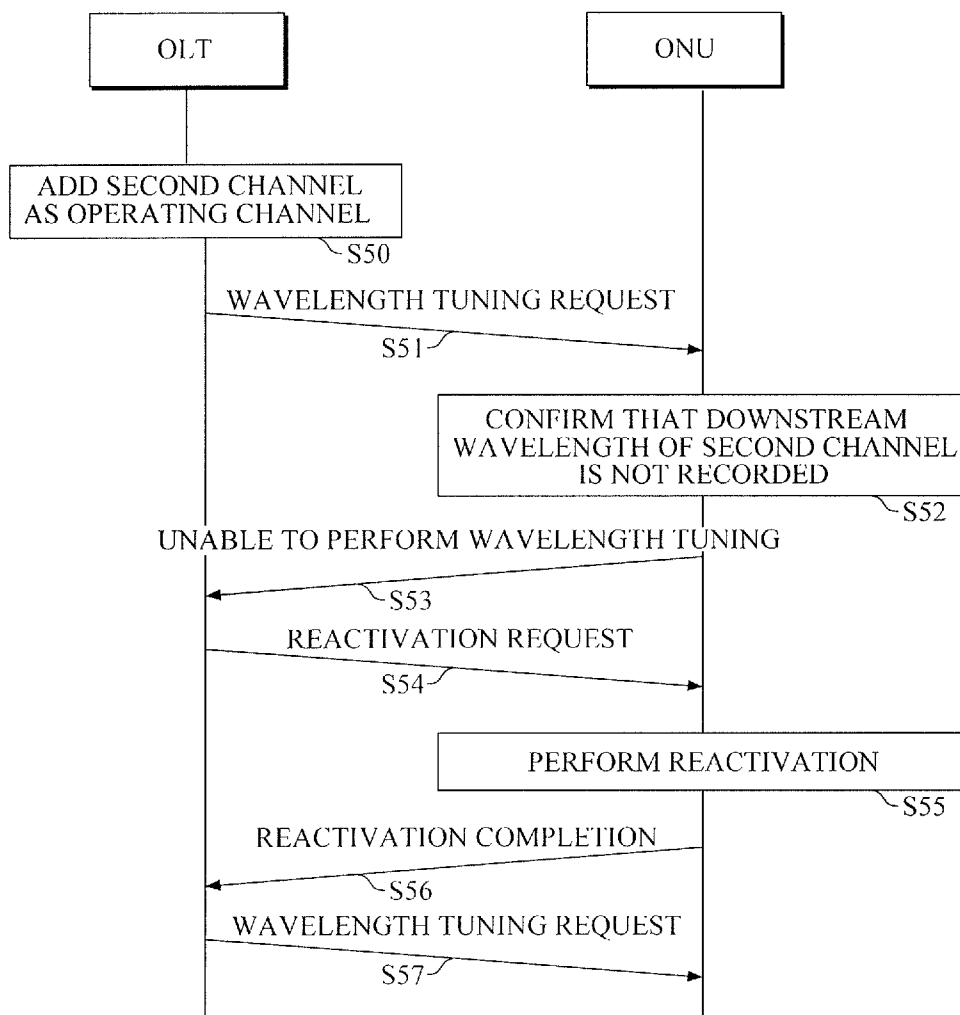 OLT
ONU
ADD SECOND CHANNEL
AS OPERATING CHANNEL
S50
WAVELENGTH TUNING REQUEST
S51
CONFIRM THAT DOWNSTREAM
WAVELENGTH OF SECOND CHANNEL
IS NOT RECORDED
S52
UNABLE TO PERFORM WAVELENGTH TUNING
S53
REACTIVATION REQUEST
S54
PERFORM REACTIVATION
S55
REACTIVATION COMPLETION
S56
WAVELENGTH TUNING REQUEST
S57